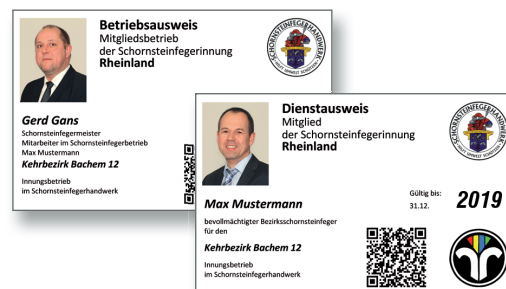 Betriebsausweis
Mitgliedsbetrieb
der Schornsteinfegerinnung
Rheinland
Gerd Gans
Schornsteinfegermeister
Mitarbeiter im Schornsteinfegerbetrieb
Max Mustermann
Kehrbezirk Bachem 12
Innungsbetrieb
im Schornsteinfegerhandwerk
SCHORNSTEINFEGERHANDWERK
Dienstausweis
Mitglied
der Schornsteinfegerinnung
Rheinland
Max Mustermann
bevollmächtigter Bezirksschornsteinfeger
für den
Kehrbezirk Bachem 12
Innungsbetrieb
im Schornsteinfegerhandwerk
Gültig bis:
31.12.
2019
SCHORNSTEINFEGERHANDWERK